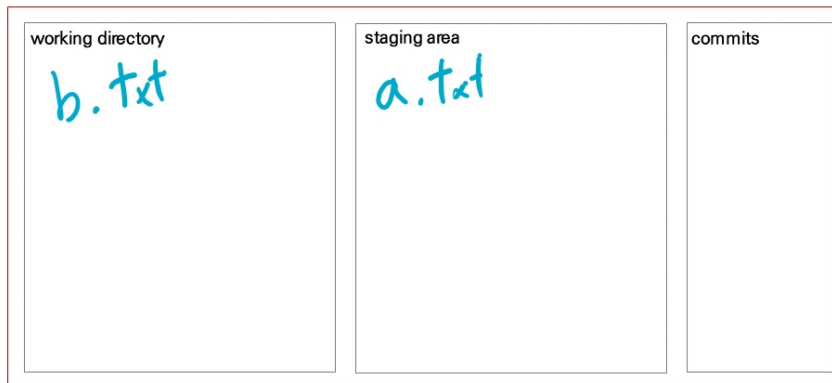 working directory
b.txt
staging area
a.txt
commits